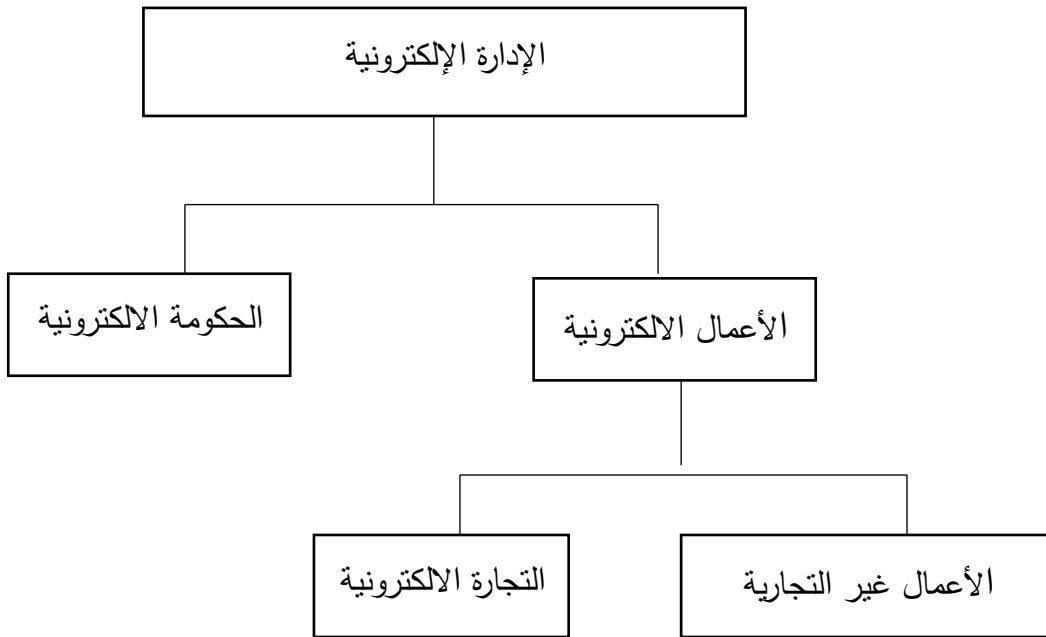 الإدارة الإلكترونية
الأعمال الالكترونية
الحكومة الالكترونية
الأعمال غير التجارية
التجارة الالكترونية